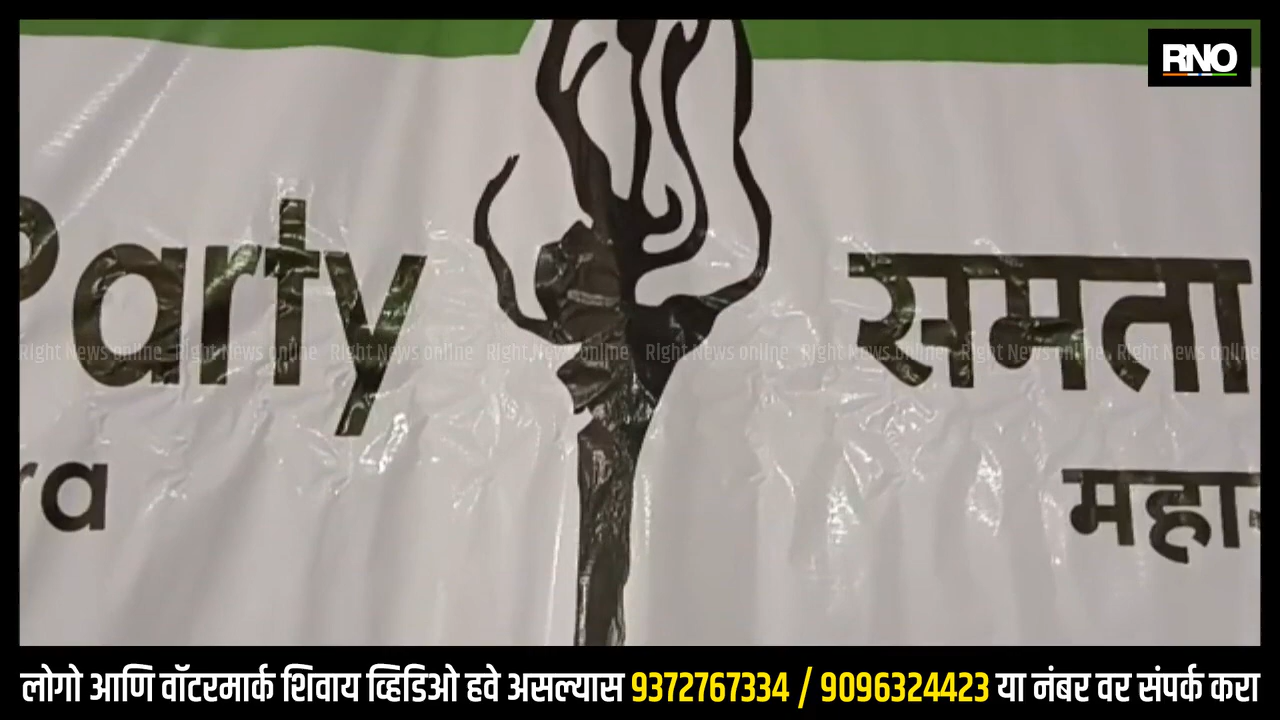 RNO
Party समता
Right News online Right News online Right News online Right News online Right News online Right News online Right News online Right News online
ra महा
लोगो आणि वॉटरमार्क शिवाय व्हिडिओ हवे असल्यास 9372767334 / 9096324423 या नंबर वर संपर्क करा